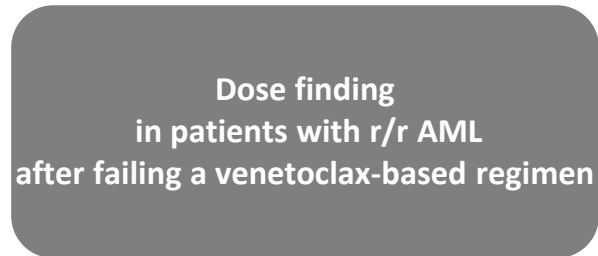 Dose finding
in patients with r/r AML
after failing a venetoclax-based regimen